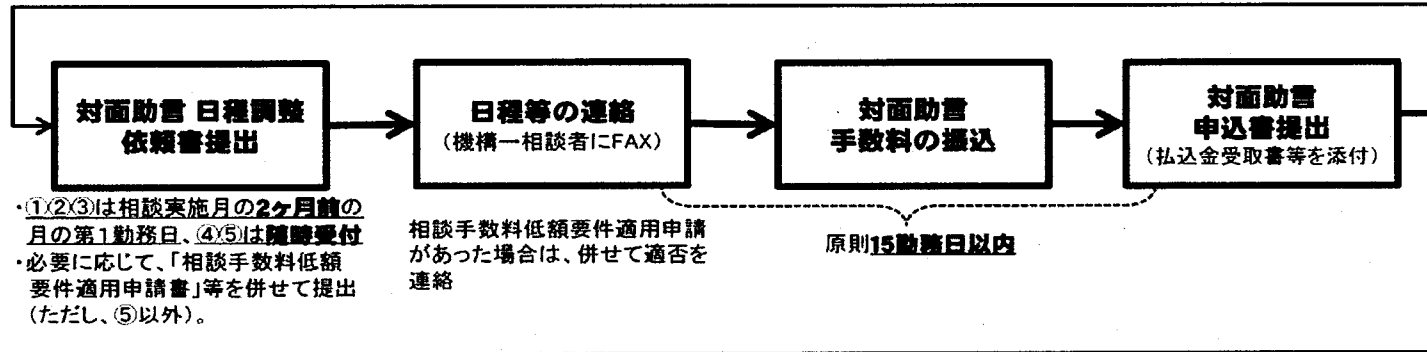 対面助言 日程調整
依頼書提出
日程等の連絡
(機構ー相談者にFAX)
対面助言
手数料の振込
対面助言
申込書提出
(払込金受取書等を添付)
・①②③は相談実施月の2ヶ月前の
月の第1勤務日、④⑤は随時受付
・必要に応じて、「相談手数料低額
要件適用申請書」等を併せて提出
(ただし、⑤以外)。
相談手数料低額要件適用申請
があった場合は、併せて適否を
連絡
原則15勤務日以内